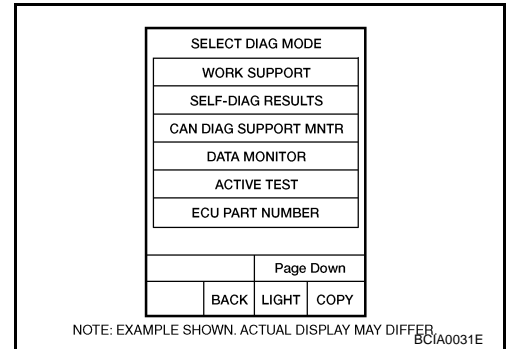 SELECT DIAG MODE
WORK SUPPORT
SELF-DIAG RESULTS
CAN DIAG SUPPORT MNTR
DATA MONITOR
ACTIVE TEST
ECU PART NUMBER
Page Down
BACK LIGHT COPY
NOTE: EXAMPLE SHOWN. ACTUAL DISPLAY MAY DIFFER.
BCIA0031E